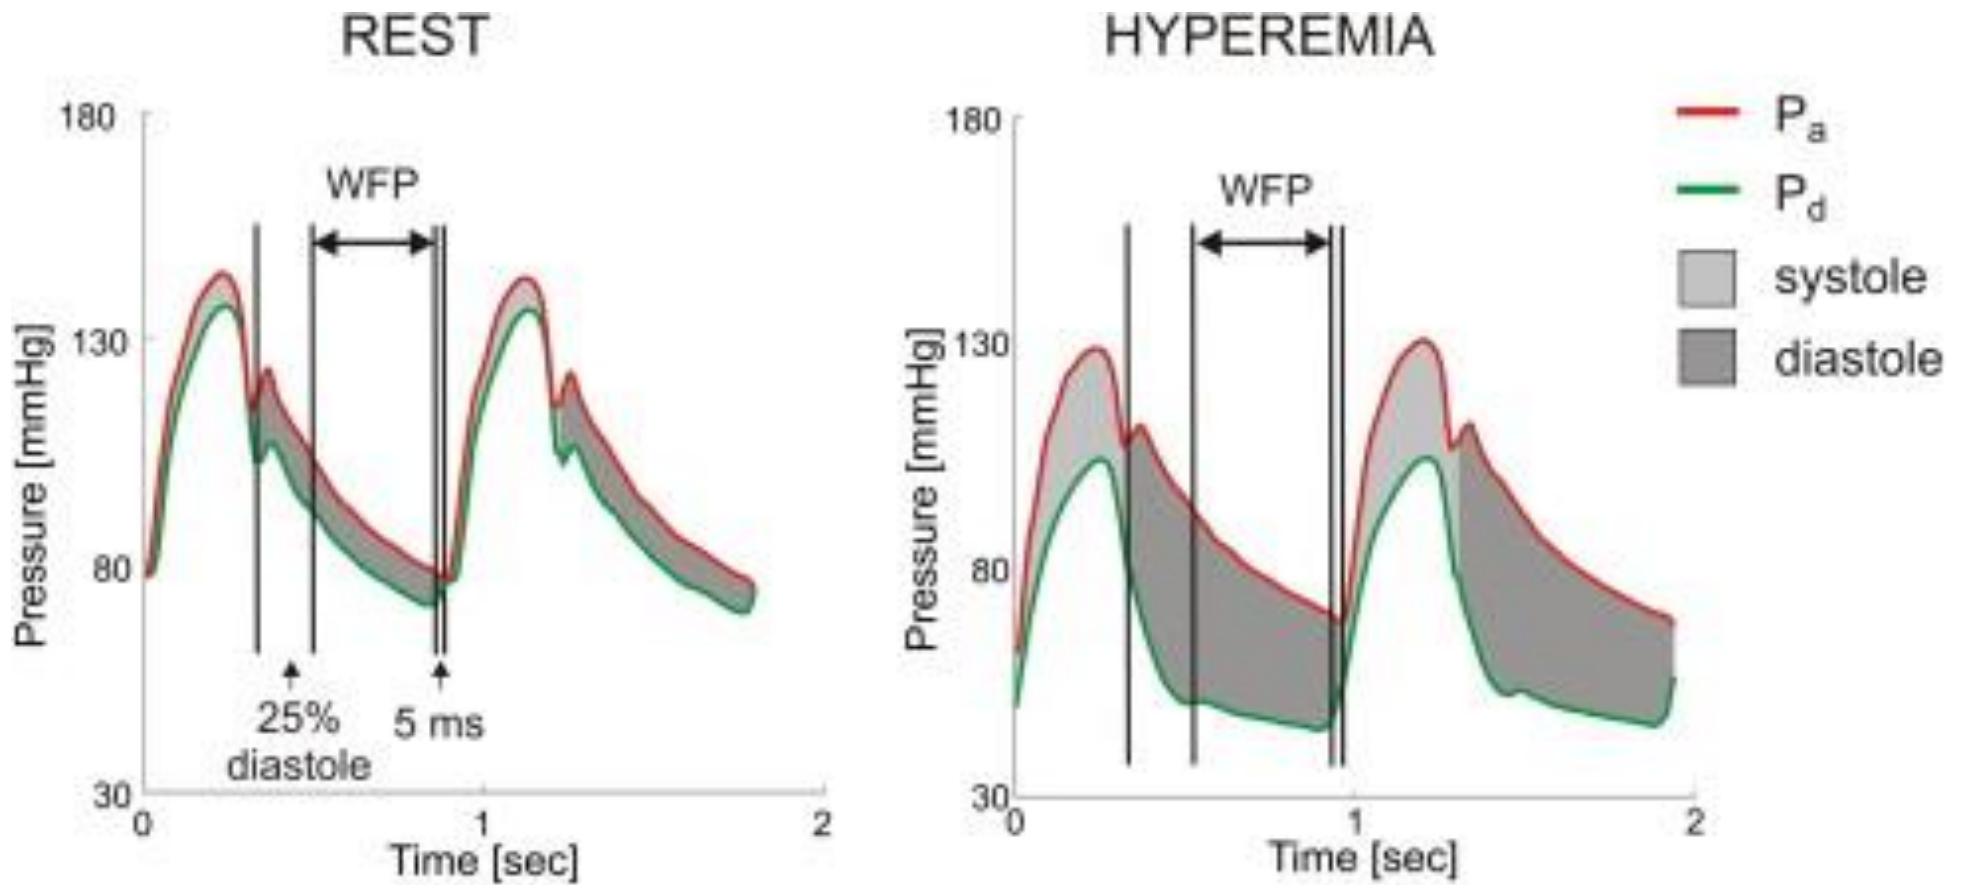 REST
180
WFP
130
80
30
Pressure [mmHg]
25%
diastole
5 ms
0
1
2
Time [sec]
HYPEREMIA
180
WFP
130
80
30
Pressure [mmHg]
0
1
2
Time [sec]
Pa
Pd
systole
diastole